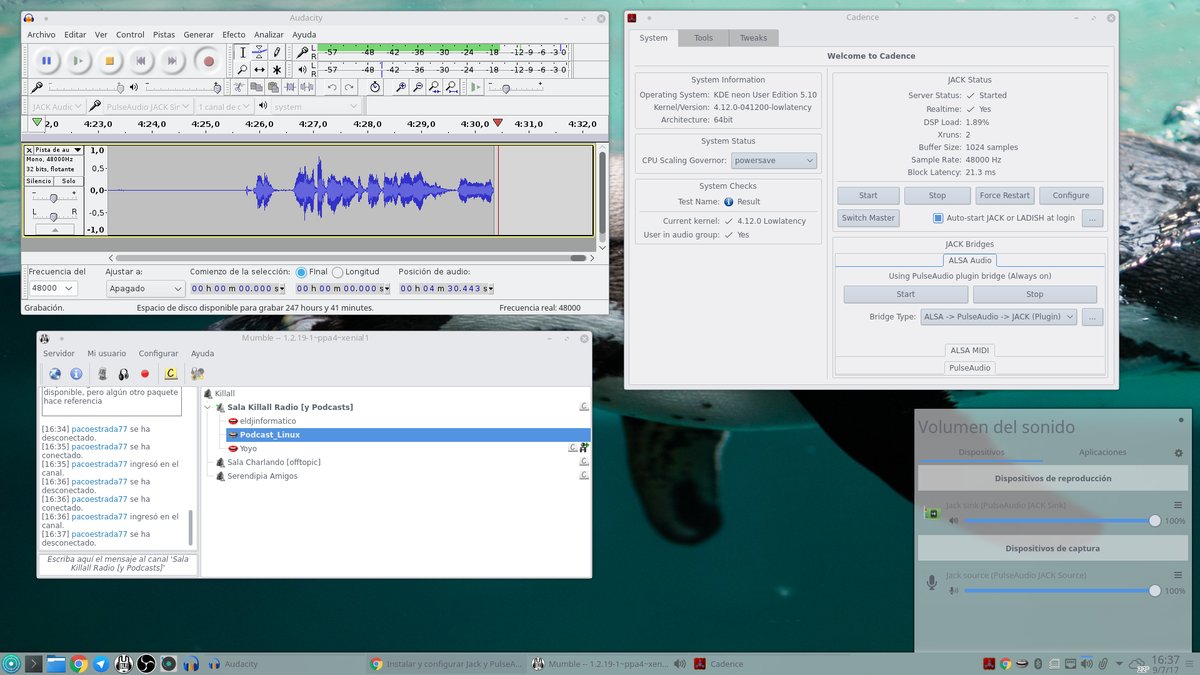 Audacity
Archivo Editar Ver Control Pistas Generar Efecto Analizar Ayuda
L R -57 -48 -42 -36 -30 -24 -18 -12 -9 -6 -3 0
L R -57 -48 -42 -36 -30 -24 -18 -12 -9 -6 -3 0
JACK Audio PulseAudio JACK Sir 1 canal de c system
2,0 4:23,0 4:24,0 4:25,0 4:26,0 4:27,0 4:28,0 4:29,0 4:30,0 4:31,0 4:32,0
Pista de au
Mono, 48000Hz
32 bits, flotante
Silencio Solo
- +
L R
1,0
0,5-
0,0-
-0,5-
-1,0
Frecuencia del Ajustar a: Comienzo de la selección: Final Longitud Posición de audio:
48000 Apagado 00 h 00 m 00.000 s 00 h 00 m 00.000 s 00 h 04 m 30.443 s
Grabación. Espacio de disco disponible para grabar 247 hours y 41 minutes. Frecuencia real: 48000
Mumble -- 1.2.19-1~ppa4~xenial1
Servidor Mi usuario Configurar Ayuda
disponible, pero algún otro paquete
hace referencia
[16:34] pacoestrada77 se ha
desconectado.
[16:35] pacoestrada77 se ha
conectado.
[16:35] pacoestrada77 ingresó en el
canal.
[16:36] pacoestrada77 se ha
desconectado.
[16:36] pacoestrada77 se ha
conectado.
[16:36] pacoestrada77 ingresó en el
canal.
[16:37] pacoestrada77 se ha
desconectado.
Escriba aquí el mensaje al canal 'Sala
Killall Radio [y Podcasts]'
Killall
Sala Killall Radio [y Podcasts]
eldjinformatico
Podcast_Linux
Yoyo
Sala Charlando [offtopic]
Serendipia Amigos
Cadence
System Tools Tweaks
Welcome to Cadence
System Information
Operating System: KDE neon User Edition 5.10
Kernel/Version: 4.12.0-041200-lowlatency
Architecture: 64bit
System Status
CPU Scaling Governor: powersave
System Checks
Test Name: Result
Current kernel: 4.12.0 Lowlatency
User in audio group: Yes
JACK Status
Server Status: Started
Realtime: Yes
DSP Load: 1.89%
Xruns: 2
Buffer Size: 1024 samples
Sample Rate: 48000 Hz
Block Latency: 21.3 ms
Start Stop Force Restart Configure
Switch Master Auto-start JACK or LADISH at login ...
JACK Bridges
ALSA Audio
Using PulseAudio plugin bridge (Always on)
Start Stop
Bridge Type: ALSA -> PulseAudio -> JACK (Plugin) ...
ALSA MIDI
PulseAudio
Volumen del sonido
Dispositivos Aplicaciones
Dispositivos de reproducción
Jack sink (PulseAudio JACK Sink)
100%
Dispositivos de captura
Jack source (PulseAudio JACK Source)
100%
Audacity
Instalar y configurar Jack y PulseA...
Mumble -- 1.2.19-1~ppa4~xen...
Cadence
22º
16:37
9/7/17